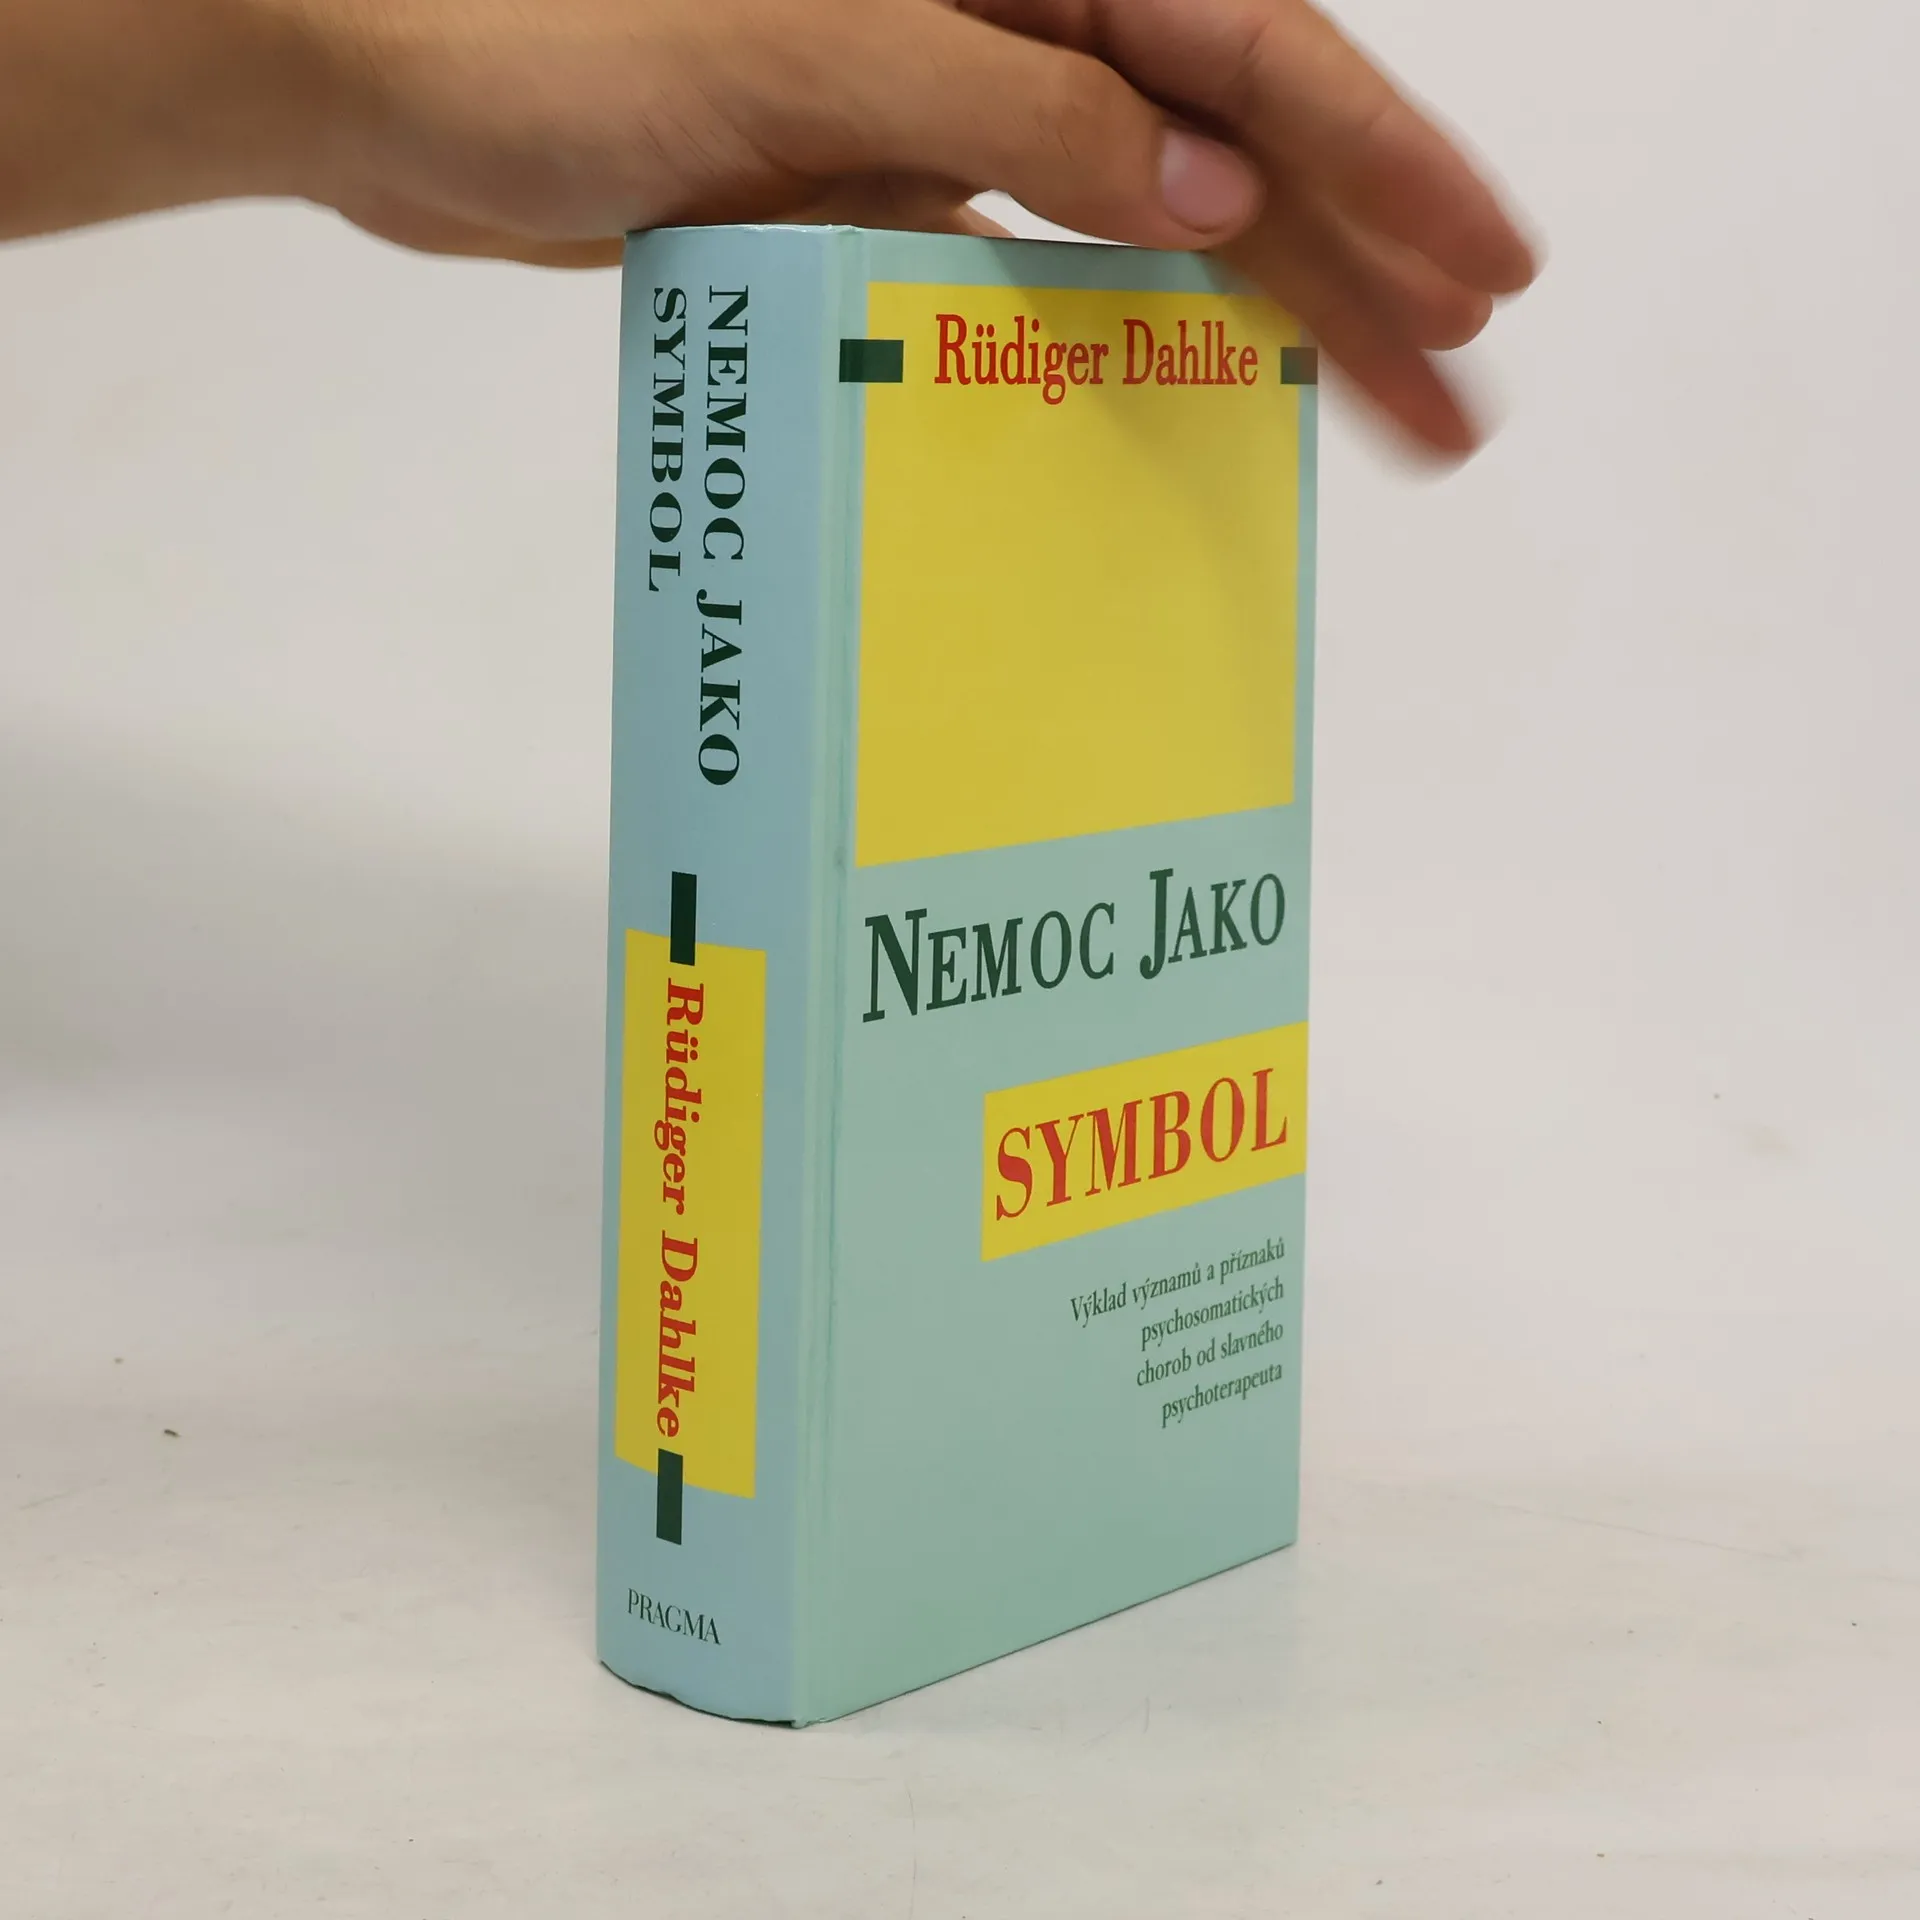 NEMOC JAKO
SYMBOL
Rüdiger Dahlke
PRAGMA
Rüdiger Dahlke
NEMOC JAKO
SYMBOL
Výklad významů a příznaků
psychosomatických
chorob od slavného
psychoterapeuta